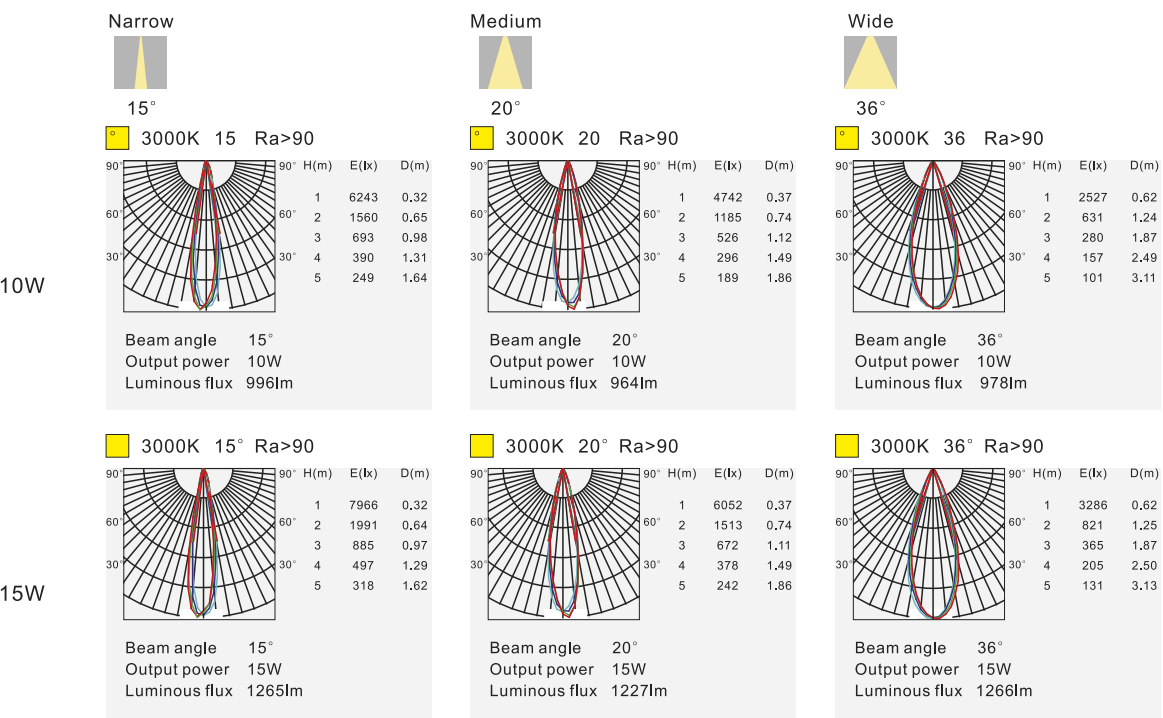 Narrow
Medium
Wide
15°
20°
36°
10W
° 3000K 15 Ra>90
90° 90° H(m) E(lx) D(m)
1 6243 0.32
60° 60° 2 1560 0.65
3 693 0.98
30° 30° 4 390 1.31
5 249 1.64
Beam angle 15°
Output power 10W
Luminous flux 996lm
° 3000K 20 Ra>90
90° 90° H(m) E(lx) D(m)
1 4742 0.37
60° 60° 2 1185 0.74
3 526 1.12
30° 30° 4 296 1.49
5 189 1.86
Beam angle 20°
Output power 10W
Luminous flux 964lm
° 3000K 36 Ra>90
90° 90° H(m) E(lx) D(m)
1 2527 0.62
60° 60° 2 631 1.24
3 280 1.87
30° 30° 4 157 2.49
5 101 3.11
Beam angle 36°
Output power 10W
Luminous flux 978lm
15W
3000K 15° Ra>90
90° 90° H(m) E(lx) D(m)
1 7966 0.32
60° 60° 2 1991 0.64
3 885 0.97
30° 30° 4 497 1.29
5 318 1.62
Beam angle 15°
Output power 15W
Luminous flux 1265lm
3000K 20° Ra>90
90° 90° H(m) E(lx) D(m)
1 6052 0.37
60° 60° 2 1513 0.74
3 672 1.11
30° 30° 4 378 1.49
5 242 1.86
Beam angle 20°
Output power 15W
Luminous flux 1227lm
3000K 36° Ra>90
90° 90° H(m) E(lx) D(m)
1 3286 0.62
60° 60° 2 821 1.25
3 365 1.87
30° 30° 4 205 2.50
5 131 3.13
Beam angle 36°
Output power 15W
Luminous flux 1266lm